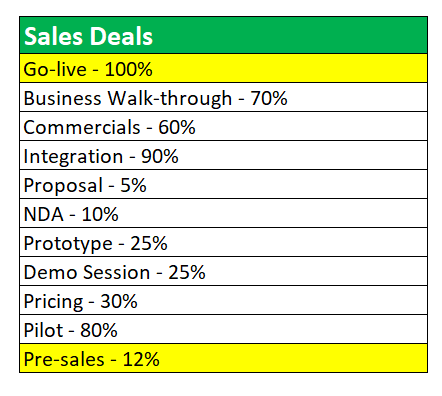 Sales Deals
Go-live - 100%
Business Walk-through - 70%
Commercials - 60%
Integration - 90%
Proposal - 5%
NDA - 10%
Prototype - 25%
Demo Session - 25%
Pricing - 30%
Pilot - 80%
Pre-sales - 12%